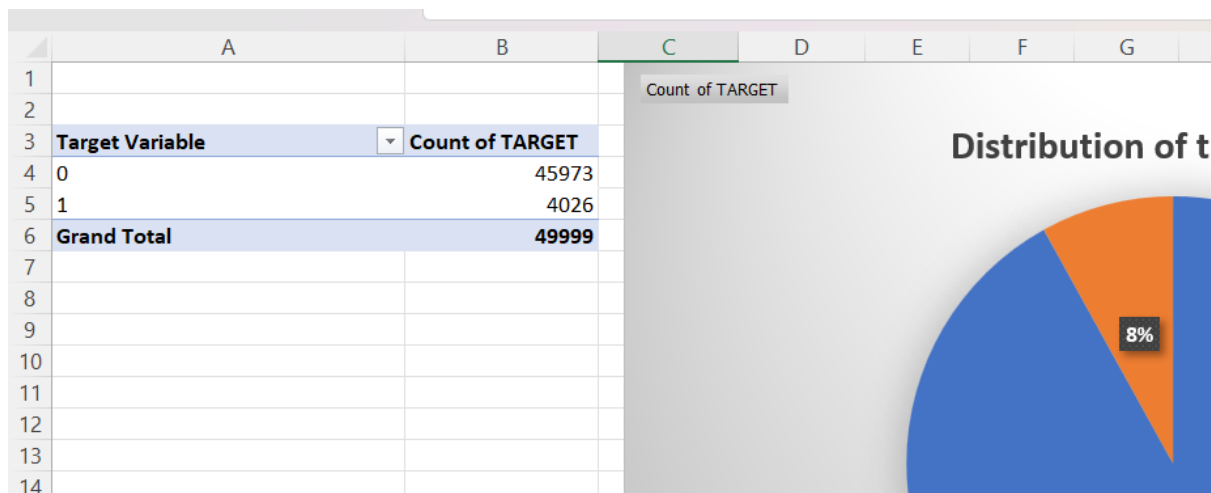 A B C D E F G
1
2
3 Target Variable Count of TARGET
4 0 45973
5 1 4026
6 Grand Total 49999
7
8
9
10
11
12
13
14
Count of TARGET
Distribution of t
8%